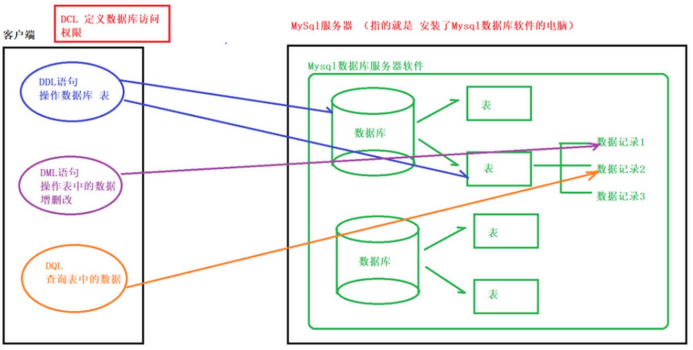 DCL 定义数据库访问
权限
客户端
DDL语句
操作数据库 表
DML语句
操作表中的数据
增删改
DQL
查询表中的数据
MySql服务器 （指的就是 安装了Mysql数据库软件的电脑）
Mysql数据库服务器软件
数据库
表
表
数据记录1
数据记录2
数据记录3
数据库
表
表